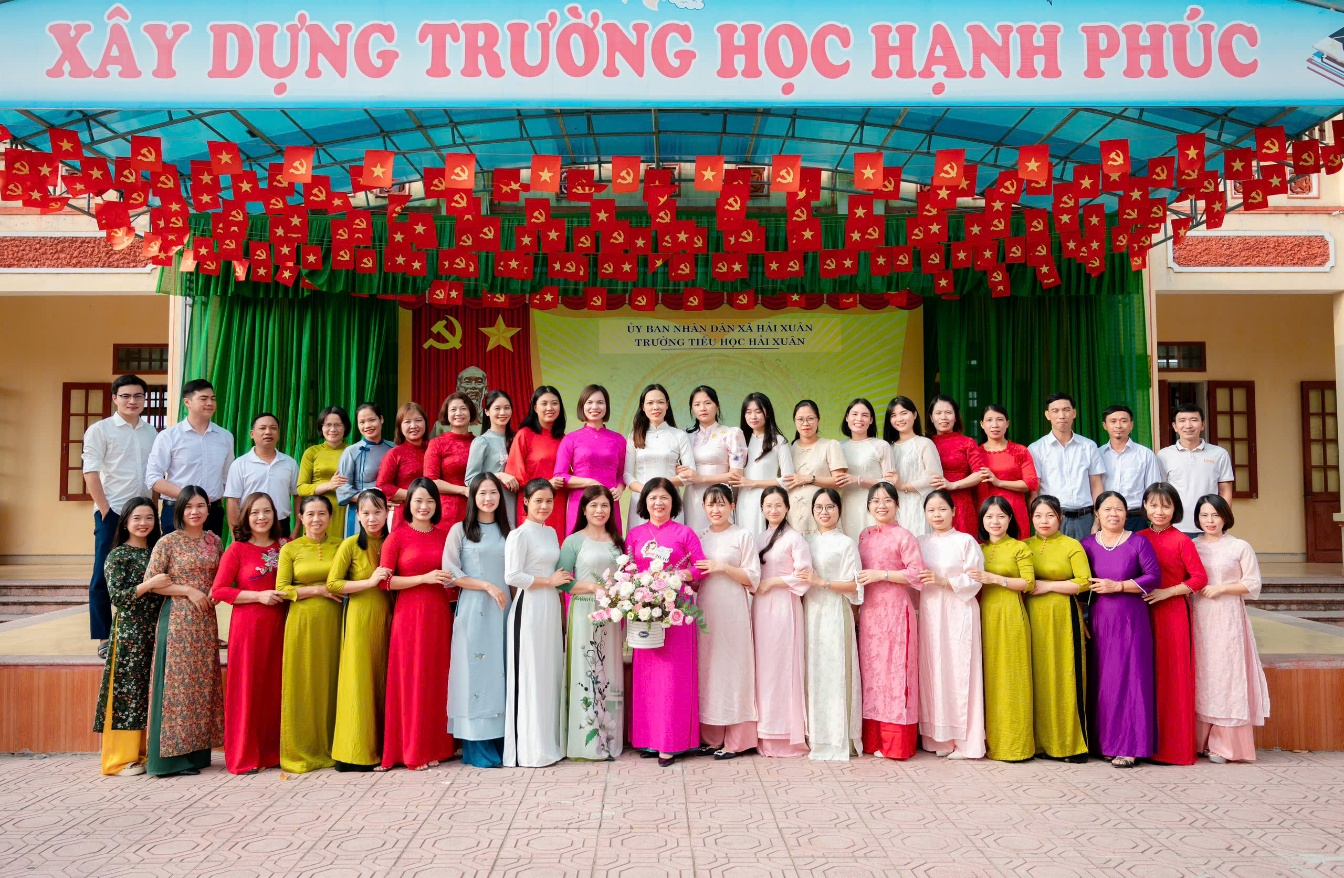 XÂY DỰNG TRƯỜNG HỌC HẠNH PHÚC
ỦY BAN NHÂN DÂN XÃ HẢI XUÂN
TRƯỜNG TIỂU HỌC HẢI XUÂN